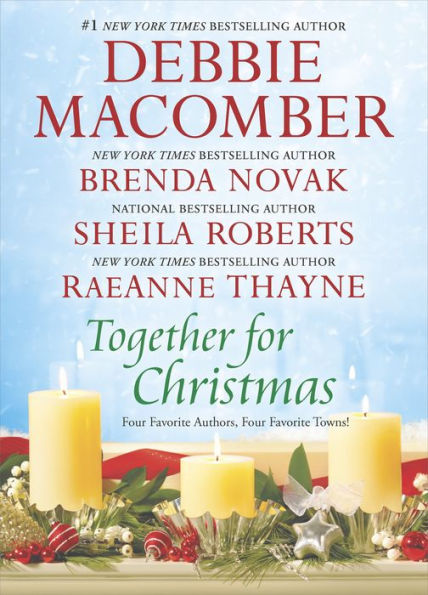 #1 NEW YORK TIMES BESTSELLING AUTHOR
DEBBIE
MACOMBER
NEW YORK TIMES BESTSELLING AUTHOR
BRENDA NOVAK
NATIONAL BESTSELLING AUTHOR
SHEILA ROBERTS
NEW YORK TIMES BESTSELLING AUTHOR
RAEANNE THAYNE
Together for
Christmas
Four Favorite Authors, Four Favorite Towns!